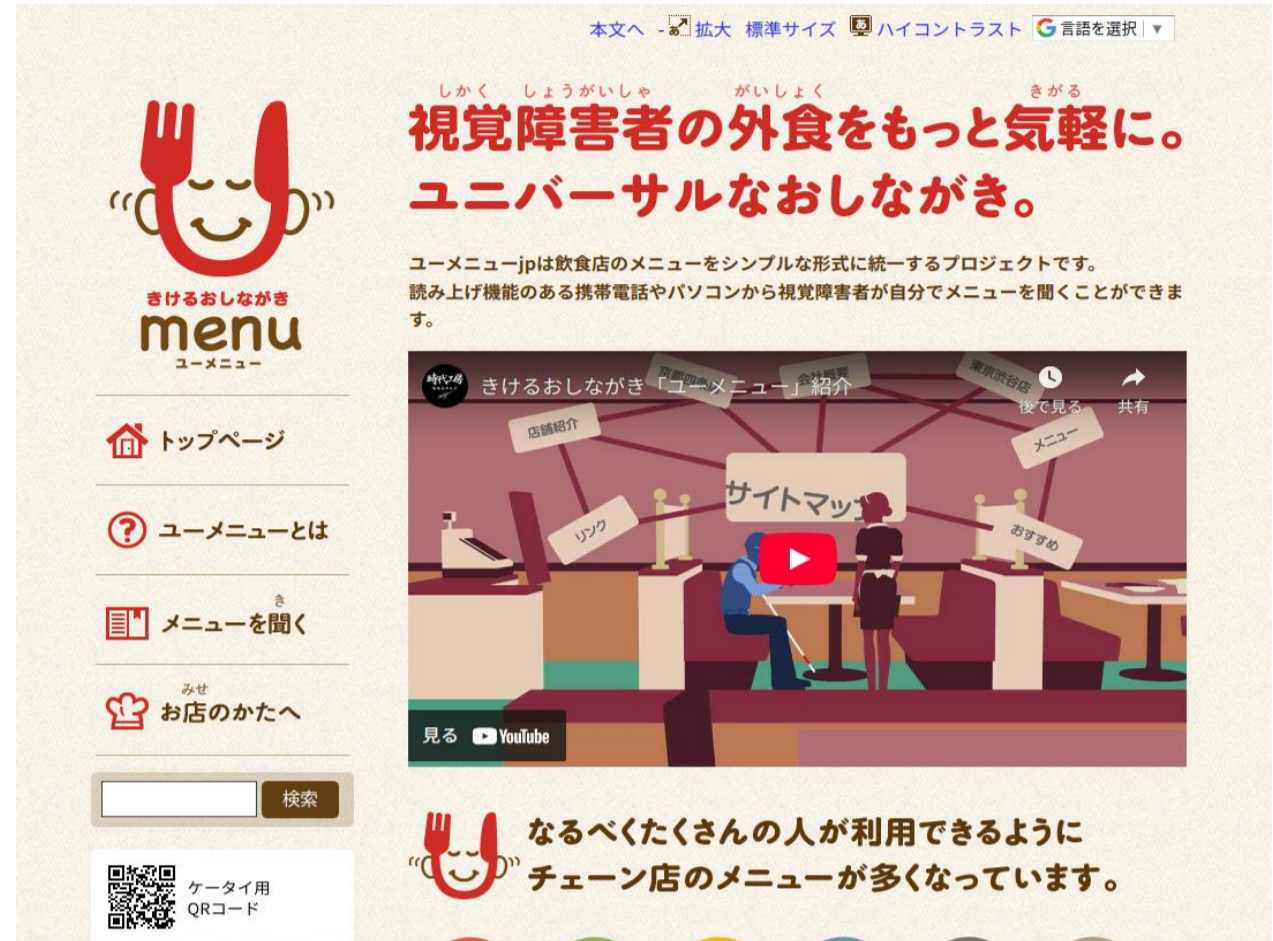 本文へ - 拡大 標準サイズ ハイコントラスト 言語を選択 ▼
きけるおしながき
menu
ユーメニュー
トップページ
ユーメニューとは
き
メニューを聞く
みせ
お店のかたへ
検索
ケータイ用
QRコード
しかく しょうがいしゃ がいしょく きがる
視覚障害者の外食をもっと気軽に。
ユニバーサルなおしながき。
ユーメニューjpは飲食店のメニューをシンプルな形式に統一するプロジェクトです。
読み上げ機能のある携帯電話やパソコンから視覚障害者が自分でメニューを聞くことができま
す。
時代工房
きけるおしながき「ユーメニュー」紹介
後で見る
共有
京都四条店
会社概要
東京渋谷店
店舗紹介
メニュー
サイトマップ
リンク
おすすめ
見る YouTube
なるべくたくさんの人が利用できるように
チェーン店のメニューが多くなっています。